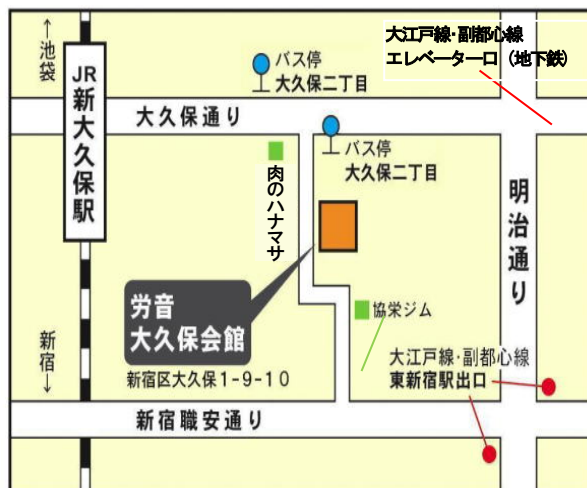 ↑池袋
JR新大久保駅
新宿↓
大江戸線・副都心線
エレベーター口（地下鉄）
バス停
大久保二丁目
大久保通り
バス停
大久保二丁目
肉のハナマサ
明治通り
労音
大久保会館
協栄ジム
新宿区大久保1-9-10
大江戸線・副都心線
東新宿駅出口
新宿職安通り